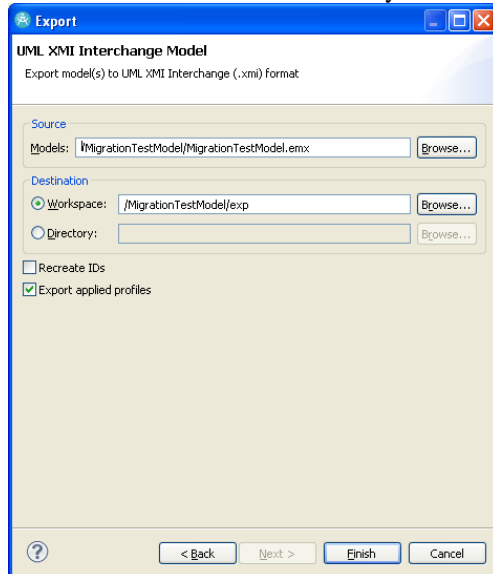 Export
UML XMI Interchange Model
Export model(s) to UML XMI Interchange (.xmi) format
Source
Models: /MigrationTestModel/MigrationTestModel.emx Browse...
Destination
Workspace: /MigrationTestModel/exp Browse...
Directory: Browse...
Recreate IDs
Export applied profiles
? < Back Next > Finish Cancel